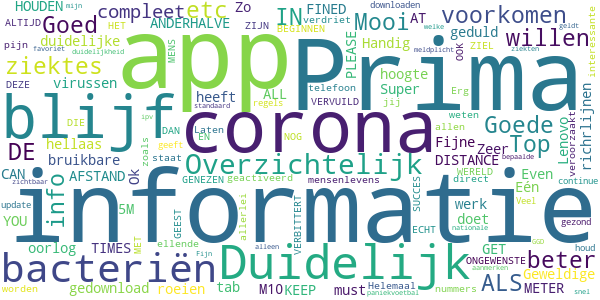 HOUDEN mijn compleet etc Zo IN FINED Mooi AT downloaden voorkomen
ALTIJD Goed HET ANDERHALVE ZIJN verdriet Handig geduld OOK geldt
pijn duidelijke BEGINNEN PLEASE willen ZIEL interessante
favoriet duidelijkheid MENS meldplicht welke ziekten
ziektes app Prima
DEZE virussen ALL hoogte
VERVUILD Super Erg
DIE heeft regels telefoon jij weten
blijf corona Goede Top richrlijnen
DE hellaas DAN EN Laten NOG Fijne Zeer allen Lenovo veroorzaakt
bruikbare zoals geeft standaard ipv bepaalde
CAN info AFSTAND Ok staat Overzichtelijk DISTANCE Even
zichtbaar GENEZEN geactiveerd mensenlevens WERELD direct Eén continue
informatie
update YOU 5M GEEST allerlei VERBITTERT SUCCES werk doet Veel gezond
oorlog TIMES MET ellende Duidelijk ECHT GET nationale GGD houd
bacteriën Fijn alleen ONGEWENSTE aanmerken beter
gedownload roeien tab M10 KEEP Helemaal must nummers ALS METER Geweldige
worden paniekvoetbal snel